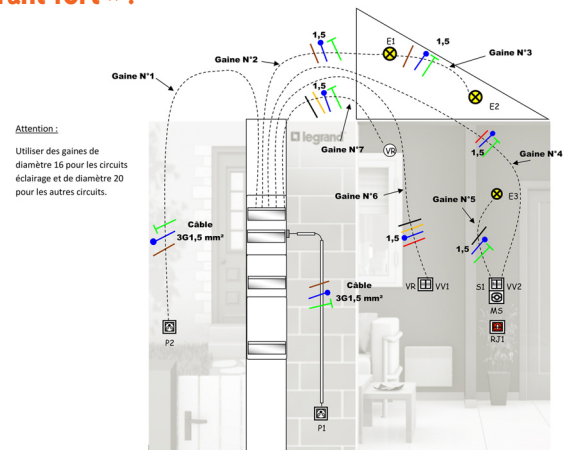 rant fort » :
1,5
E1
1,5
Gaine N°3
Gaine N°2
Gaine N°1
1,5
E2
Attention :
Utiliser des gaines de
diamètre 16 pour les circuits
éclairage et de diamètre 20
pour les autres circuits.
legrand
Gaine N°7
VR
1,5
Gaine N°4
Gaine N°6
Gaine N°5
E3
Câble
3G1,5 mm²
1,5
1,5
Câble
3G1,5 mm²
VR
VV1
S1
VV2
MS
RJ1
P2
P1